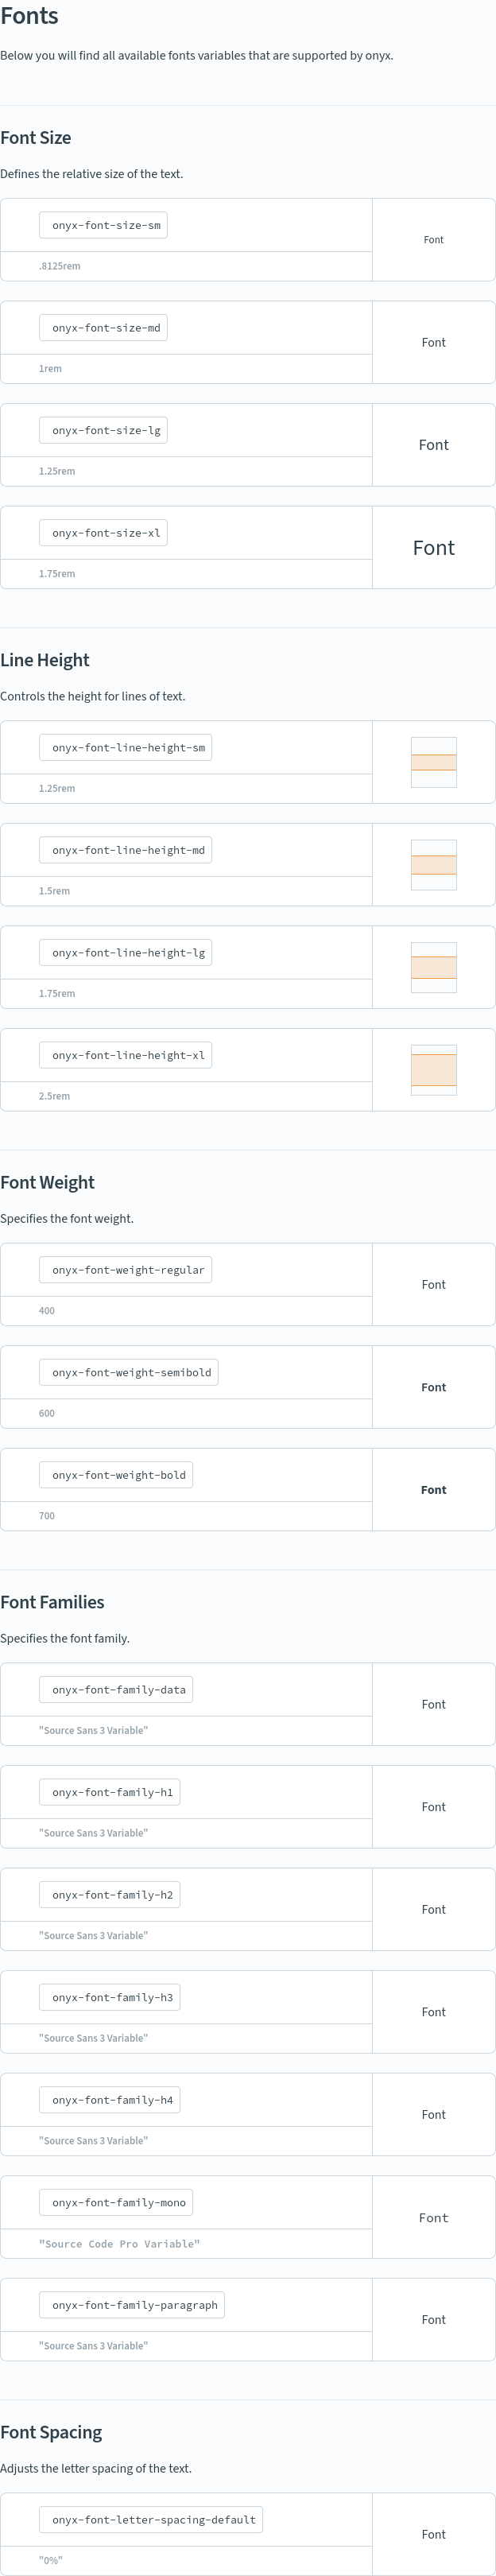 Fonts
Below you will find all available fonts variables that are supported by onyx.
Font Size
Defines the relative size of the text.
onyx-font-size-sm
Font
.8125rem
onyx-font-size-md
Font
1rem
onyx-font-size-lg
Font
1.25rem
onyx-font-size-xl
Font
1.75rem
Line Height
Controls the height for lines of text.
onyx-font-line-height-sm
1.25rem
onyx-font-line-height-md
1.5rem
onyx-font-line-height-lg
1.75rem
onyx-font-line-height-xl
2.5rem
Font Weight
Specifies the font weight.
onyx-font-weight-regular
Font
400
onyx-font-weight-semibold
Font
600
onyx-font-weight-bold
Font
700
Font Families
Specifies the font family.
onyx-font-family-data
Font
"Source Sans 3 Variable"
onyx-font-family-h1
Font
"Source Sans 3 Variable"
onyx-font-family-h2
Font
"Source Sans 3 Variable"
onyx-font-family-h3
Font
"Source Sans 3 Variable"
onyx-font-family-h4
Font
"Source Sans 3 Variable"
onyx-font-family-mono
Font
"Source Code Pro Variable"
onyx-font-family-paragraph
Font
"Source Sans 3 Variable"
Font Spacing
Adjusts the letter spacing of the text.
onyx-font-letter-spacing-default
Font
"0%"